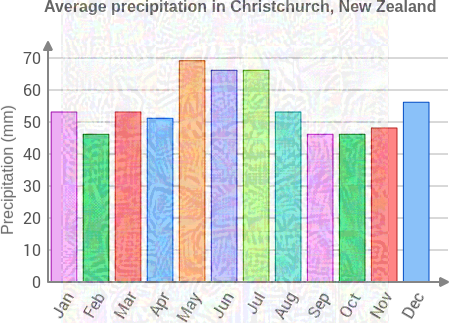 Average precipitation in Christchurch, New Zealand
Precipitation (mm)
70
60
50
40
30
20
10
0
Jan Feb Mar Apr May Jun Jul Aug Sep Oct Nov Dec